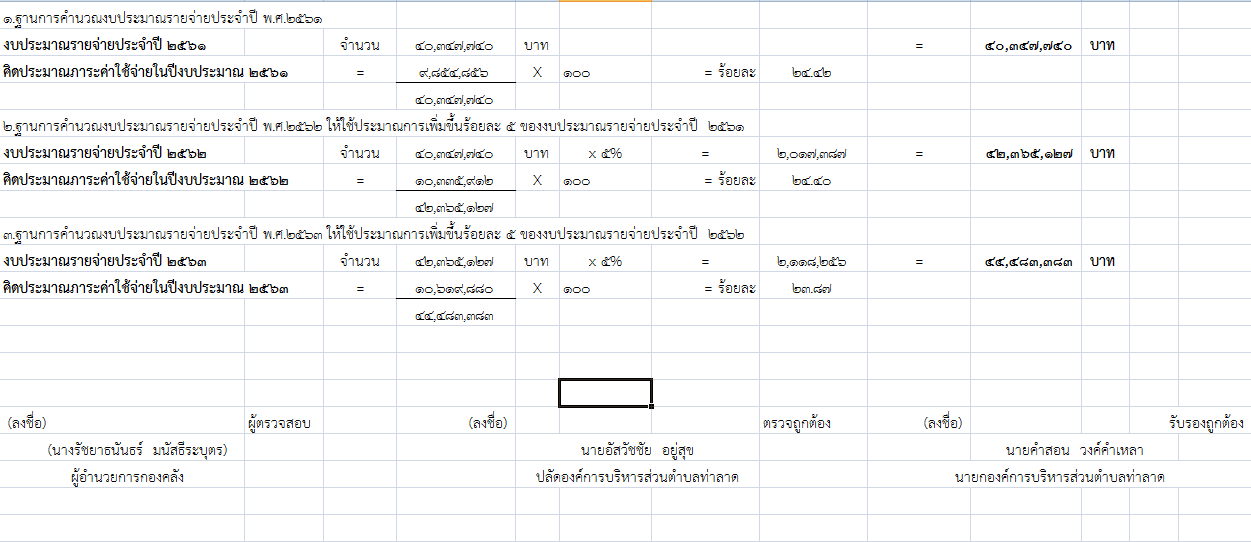 ๑.ฐานการคำนวณงบประมาณรายจ่ายประจำปี พ.ศ.๒๕๖๑
งบประมาณรายจ่ายประจำปี ๒๕๖๑ จำนวน ๔๐,๓๔๗,๗๔๐ บาท = ๔๐,๓๔๗,๗๔๐ บาท
คิดประมาณภาระค่าใช้จ่ายในปีงบประมาณ ๒๕๖๑ = ๙,๘๕๔,๘๕๖ X ๑๐๐ = ร้อยละ ๒๔.๔๒
๔๐,๓๔๗,๗๔๐
๒.ฐานการคำนวณงบประมาณรายจ่ายประจำปี พ.ศ.๒๕๖๒ ให้ใช้ประมาณการเพิ่มขึ้นร้อยละ ๕ ของงบประมาณรายจ่ายประจำปี ๒๕๖๑
งบประมาณรายจ่ายประจำปี ๒๕๖๒ จำนวน ๔๐,๓๔๗,๗๔๐ บาท x ๕% = ๒,๐๑๗,๓๘๗ = ๔๒,๓๖๕,๑๒๗ บาท
คิดประมาณภาระค่าใช้จ่ายในปีงบประมาณ ๒๕๖๒ = ๑๐,๓๓๕,๙๑๒ X ๑๐๐ = ร้อยละ ๒๔.๔๐
๔๒,๓๖๕,๑๒๗
๓.ฐานการคำนวณงบประมาณรายจ่ายประจำปี พ.ศ.๒๕๖๓ ให้ใช้ประมาณการเพิ่มขึ้นร้อยละ ๕ ของงบประมาณรายจ่ายประจำปี ๒๕๖๒
งบประมาณรายจ่ายประจำปี ๒๕๖๓ จำนวน ๔๒,๓๖๕,๑๒๗ บาท x ๕% = ๒,๑๑๘,๒๕๖ = ๔๔,๔๘๓,๓๘๓ บาท
คิดประมาณภาระค่าใช้จ่ายในปีงบประมาณ ๒๕๖๓ = ๑๐,๖๑๙,๘๘๐ X ๑๐๐ = ร้อยละ ๒๓.๘๗
๔๔,๔๘๓,๓๘๓
(ลงชื่อ) ผู้ตรวจสอบ (ลงชื่อ) ตรวจถูกต้อง (ลงชื่อ) รับรองถูกต้อง
(นางรัชยาธนันธร์ มนัสธีระบุตร) นายอัสวัชชัย อยู่สุข นายคำสอน วงค์คำเหลา
ผู้อำนวยการกองคลัง ปลัดองค์การบริหารส่วนตำบลท่าลาด นายกองค์การบริหารส่วนตำบลท่าลาด